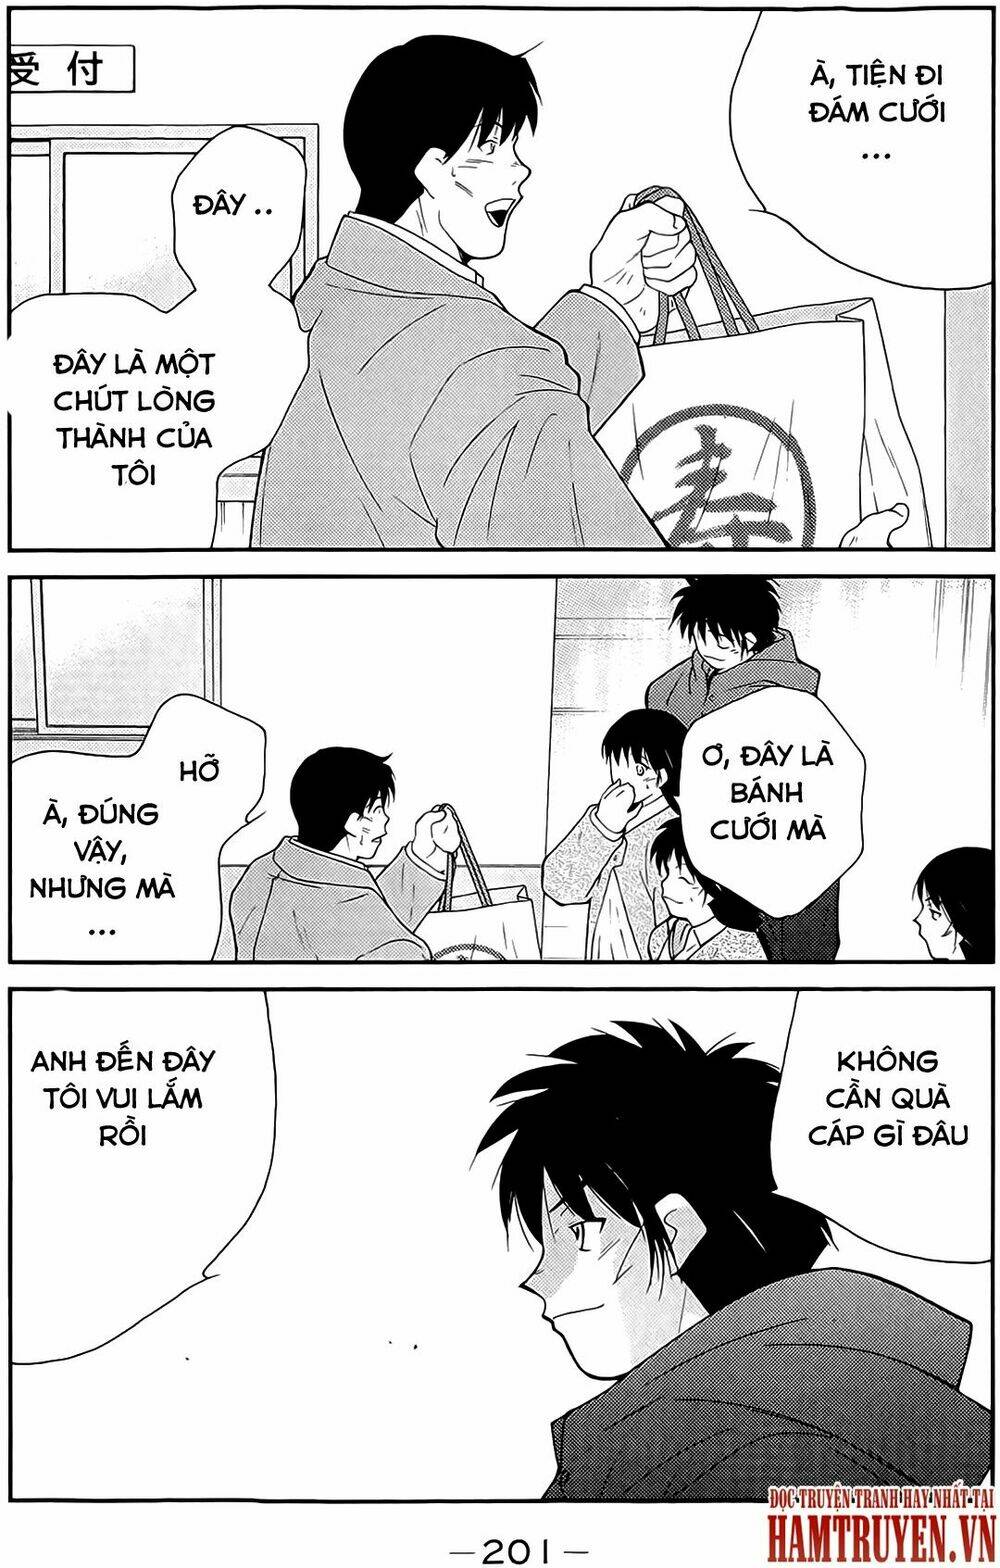 受付
À, TIỆN ĐI
ĐÁM CƯỚI
...
ĐÂY ..
ĐÂY LÀ MỘT
CHÚT LÒNG
THÀNH CỦA
TÔI
寿
Ơ, ĐÂY LÀ
BÁNH
CƯỚI MÀ
HỠ
À, ĐÚNG
VẬY,
NHƯNG MÀ
...
KHÔNG
CẦN QUÀ
CÁP GÌ ĐÂU
ANH ĐẾN ĐÂY
TÔI VUI LẮM
RỒI
ĐỌC TRUYỆN TRANH HAY NHẤT TẠI
HAMTRUYEN.VN
—201—